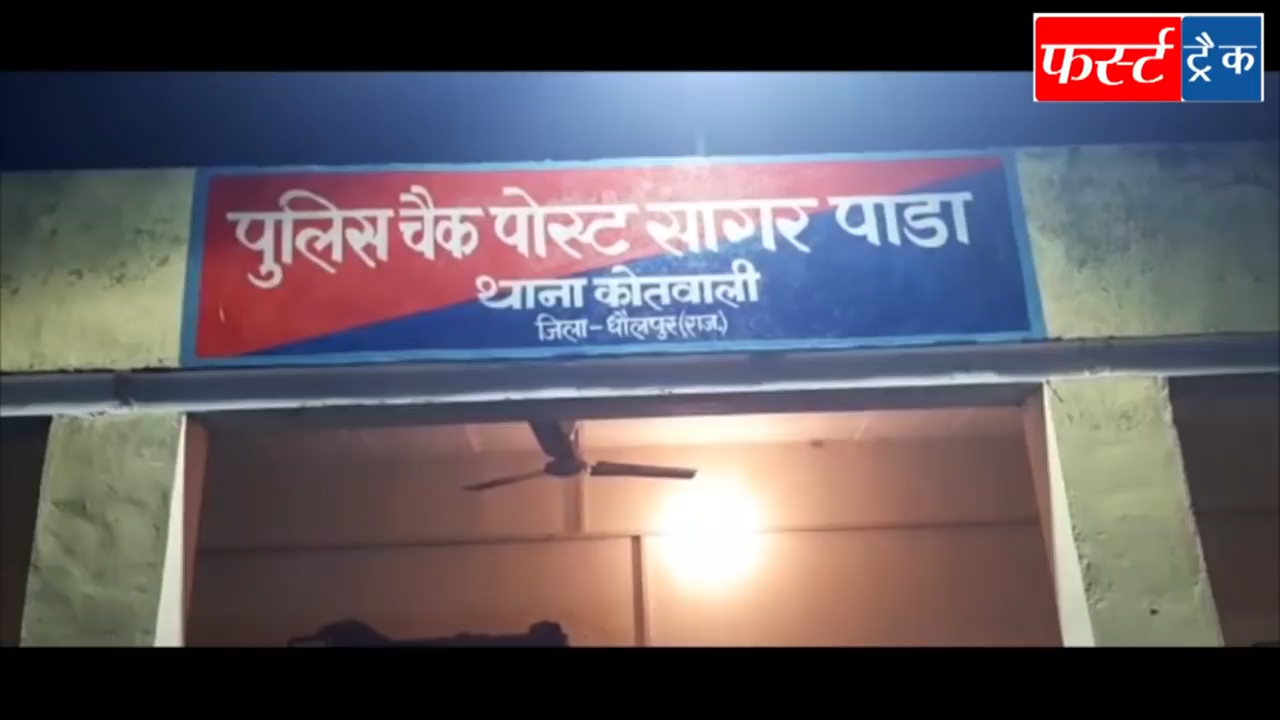 फर्स्ट ट्रैक
पुलिस चैक पोस्ट सागर पाडा
थाना कोतवाली
जिला-धौलपुर(राज.)